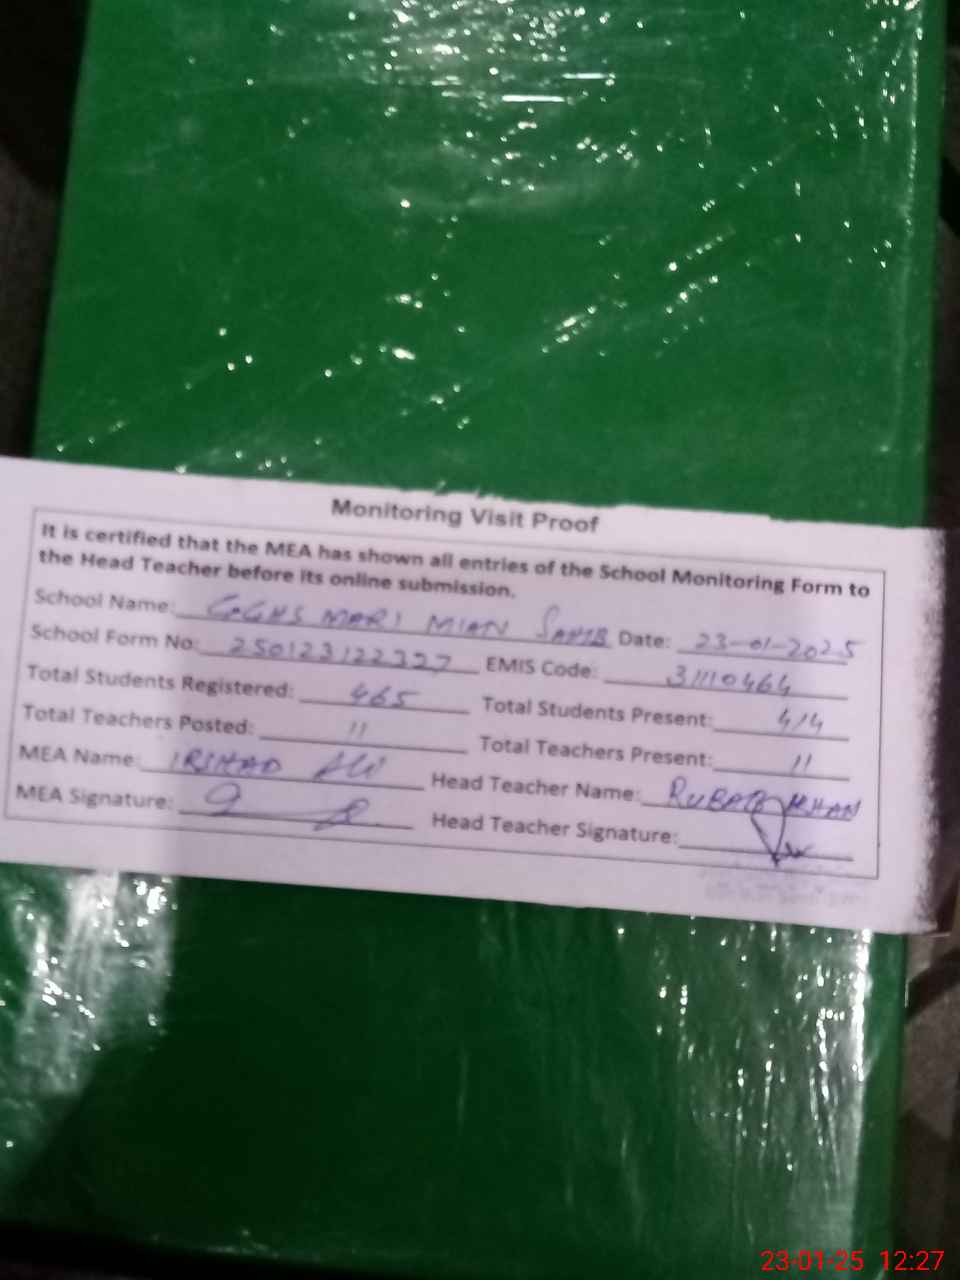 Monitoring Visit Proof
It is certified that the MEA has shown all entries of the School Monitoring Form to
the Head Teacher before its online submission.
School Name: GGHS MARI MIAN SAHIB Date: 23-01-2025
School Form No: 250123122327 EMIS Code: 31110464
Total Students Registered: 465 Total Students Present: 414
Total Teachers Posted: 11 Total Teachers Present: 11
MEA Name: IRSHAD Ali Head Teacher Name: RUBAB KHAN
MEA Signature: Head Teacher Signature:
23-01-25 12:27